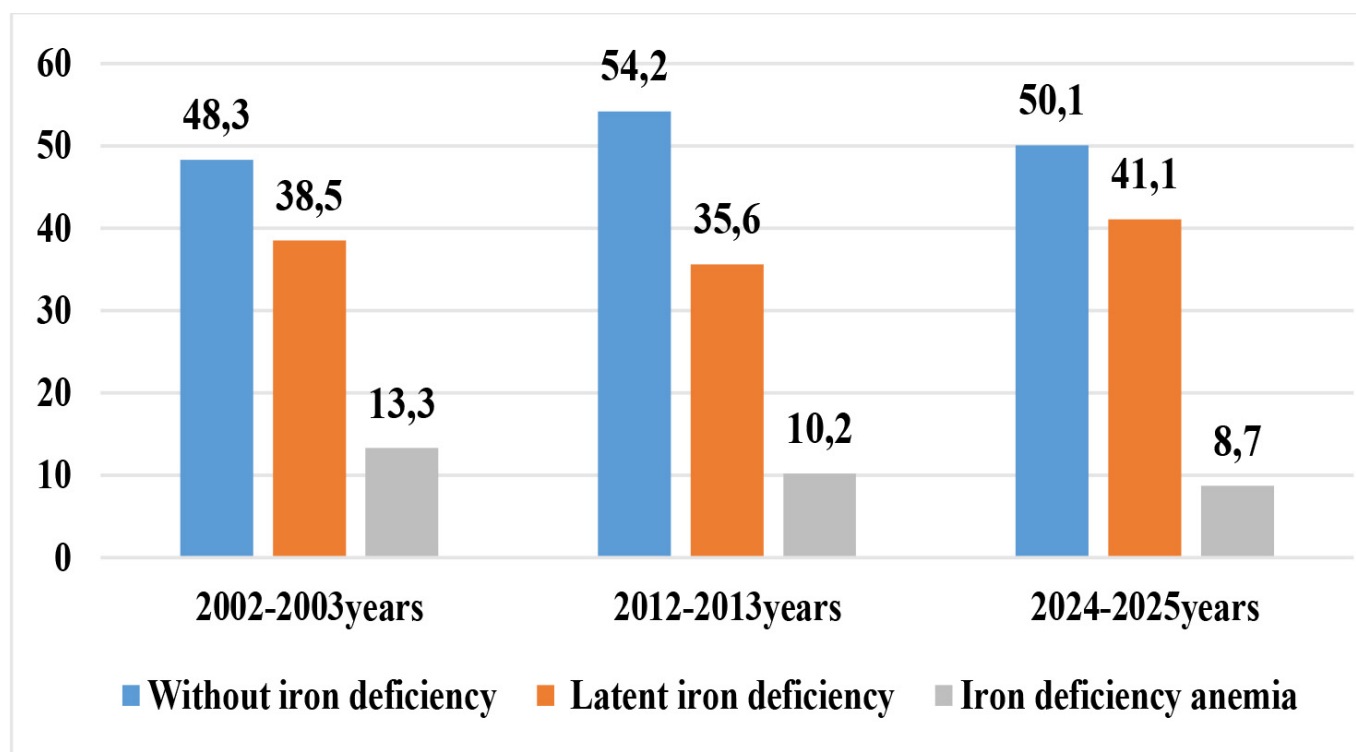 60
50
40
30
20
10
0
48,3
38,5
13,3
54,2
35,6
10,2
50,1
41,1
8,7
2002-2003years
2012-2013years
2024-2025years
Without iron deficiency
Latent iron deficiency
Iron deficiency anemia